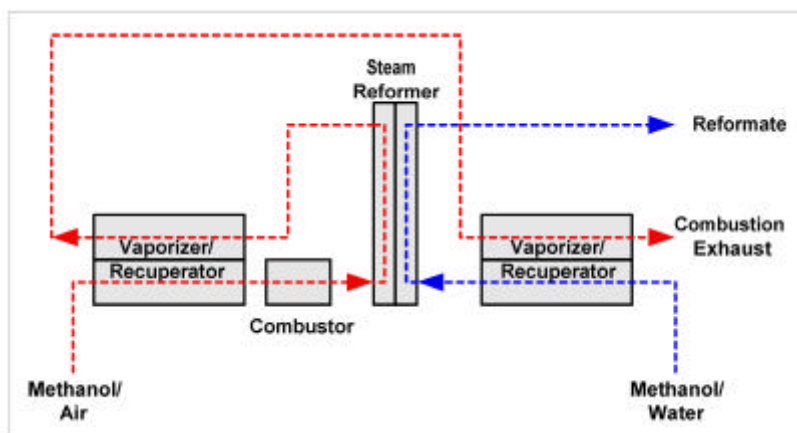 Steam
Reformer
Reformate
Combustion
Exhaust
Vaporizer/
Recuperator
Vaporizer/
Recuperator
Combustor
Methanol/
Air
Methanol/
Water